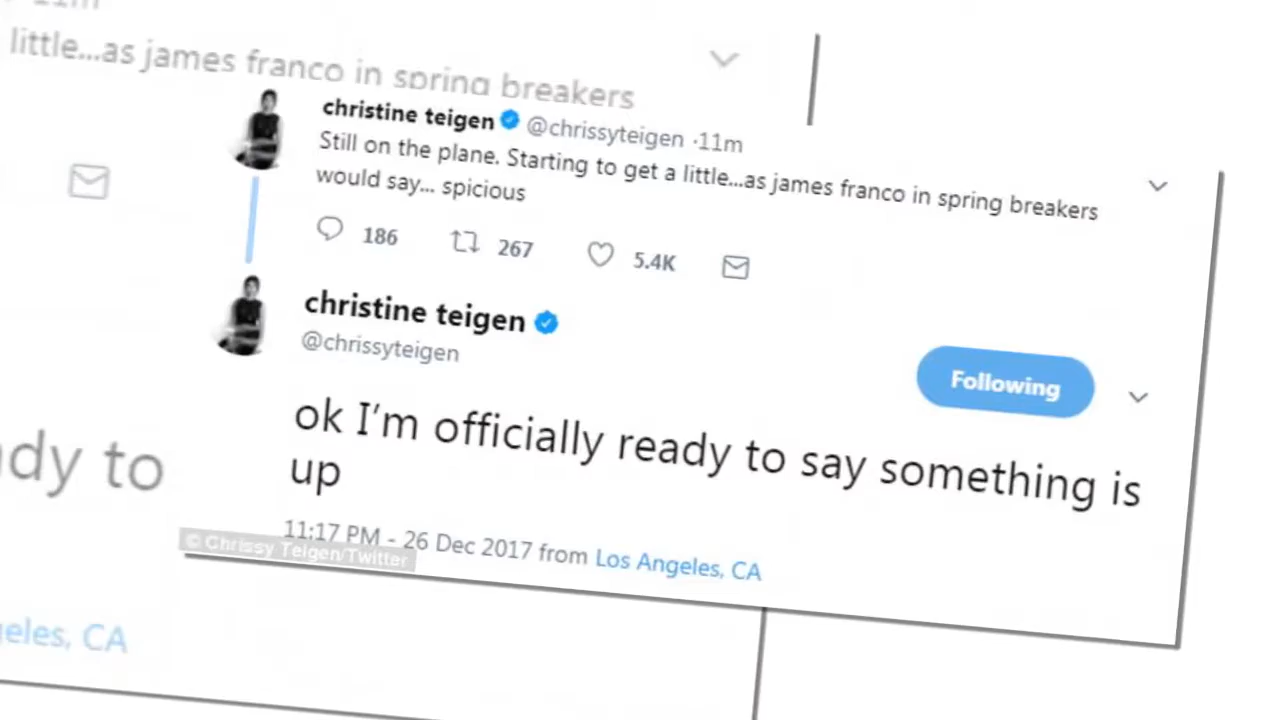 11m
little...as james franco in spring breakers
christine teigen @chrissyteigen ·11m
Still on the plane. Starting to get a little...as james franco in spring breakers
would say... spicious
186 267 5.4K
christine teigen
@chrissyteigen
Following
ok I'm officially ready to say something is
up
dy to
11:17 PM - 26 Dec 2017 from Los Angeles, CA
© Chrissy Teigen/Twitter
geles, CA